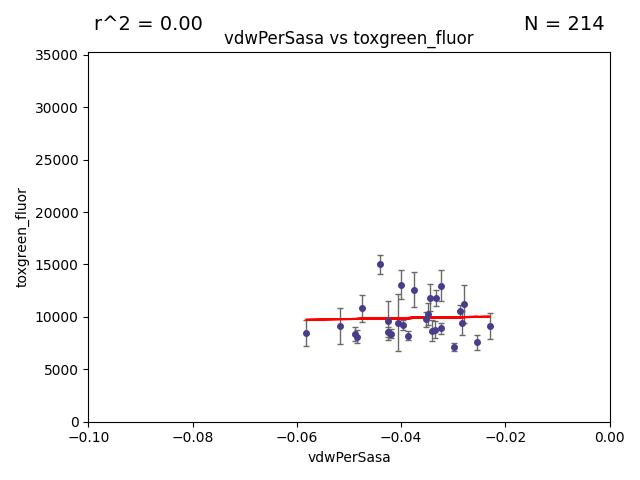 r^2 = 0.00
N = 214
vdwPerSasa vs toxgreen_fluor
35000
30000
25000
20000
15000
10000
5000
0
toxgreen_fluor
−0.10
−0.08
−0.06
−0.04
−0.02
0.00
vdwPerSasa